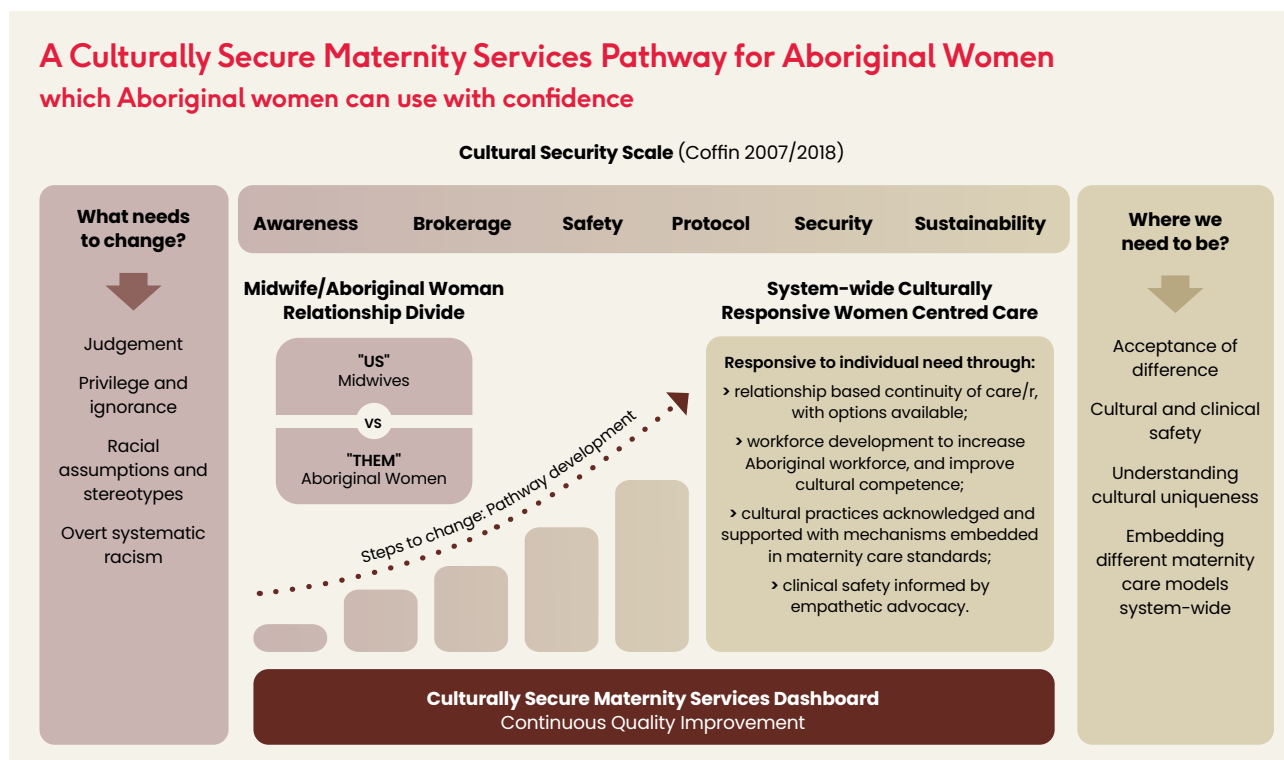 A Culturally Secure Maternity Services Pathway for Aboriginal Women
which Aboriginal women can use with confidence
Cultural Security Scale (Coffin 2007/2018)
What needs
to change?
Judgement
Privilege and
ignorance
Racial
assumptions and
stereotypes
Overt systematic
racism
Awareness Brokerage Safety Protocol Security Sustainability
Midwife/Aboriginal Woman
Relationship Divide
"US"
Midwives
VS
"THEM"
Aboriginal Women
Steps to change: Pathway development
System-wide Culturally
Responsive Women Centred Care
Responsive to individual need through:
> relationship based continuity of care/r,
with options available;
> workforce development to increase
Aboriginal workforce, and improve
cultural competence;
> cultural practices acknowledged and
supported with mechanisms embedded
in maternity care standards;
> clinical safety informed by
empathetic advocacy.
Where we
need to be?
Acceptance of
difference
Cultural and clinical
safety
Understanding
cultural uniqueness
Embedding
different maternity
care models
system-wide
Culturally Secure Maternity Services Dashboard
Continuous Quality Improvement